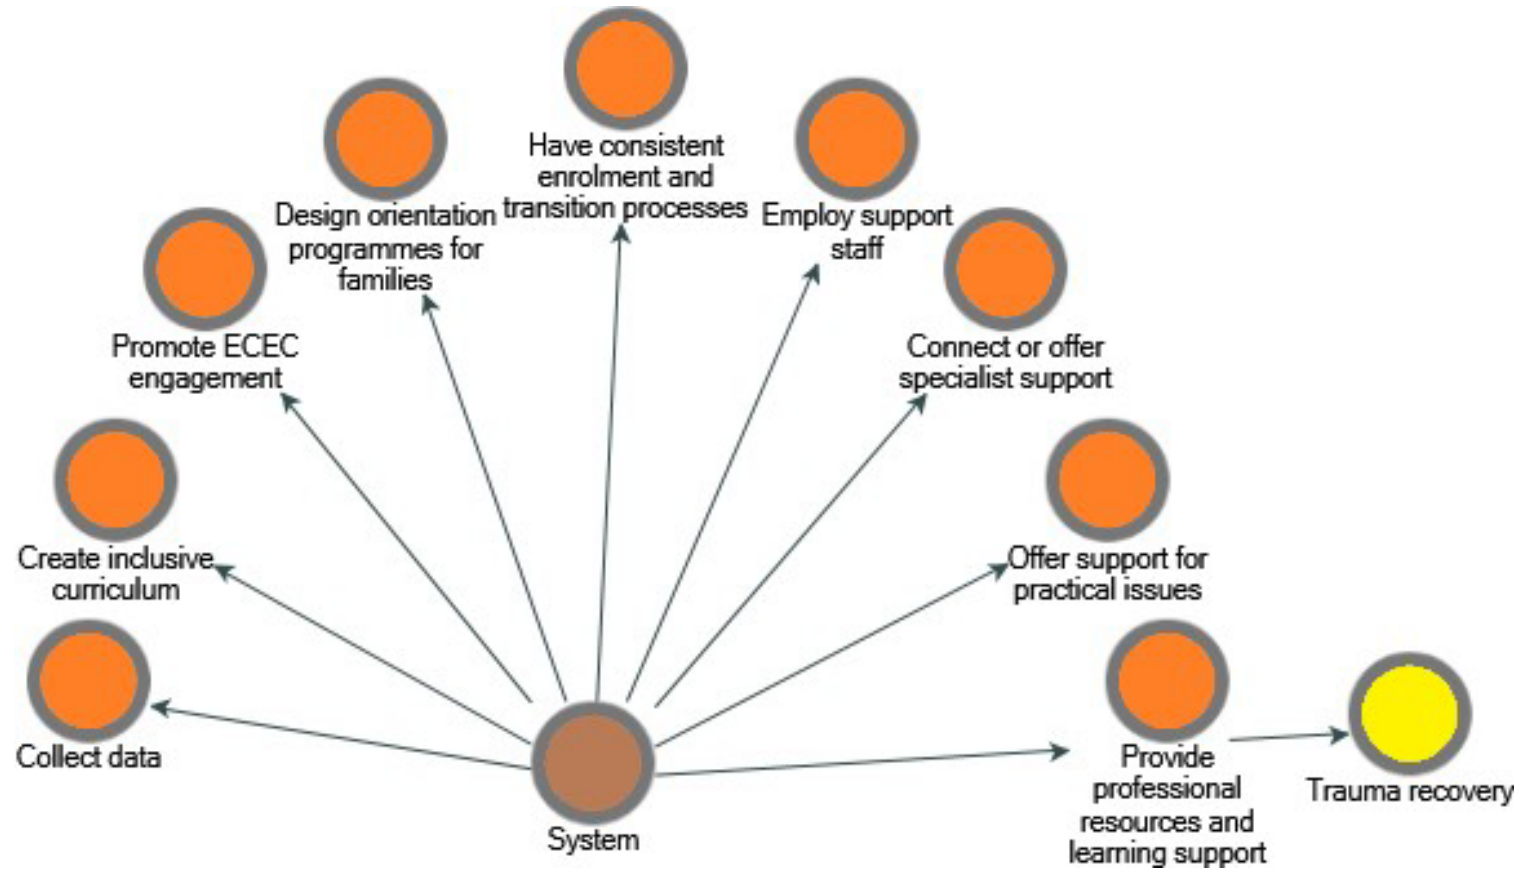 Have consistent
enrolment and
transition processes
Design orientation
programmes for
families
Employ support
staff
Promote ECEC
engagement
Connect or offer
specialist support
Create inclusive
curriculum
Offer support for
practical issues
Collect data
Provide
professional
resources and
learning support
Trauma recovery
System